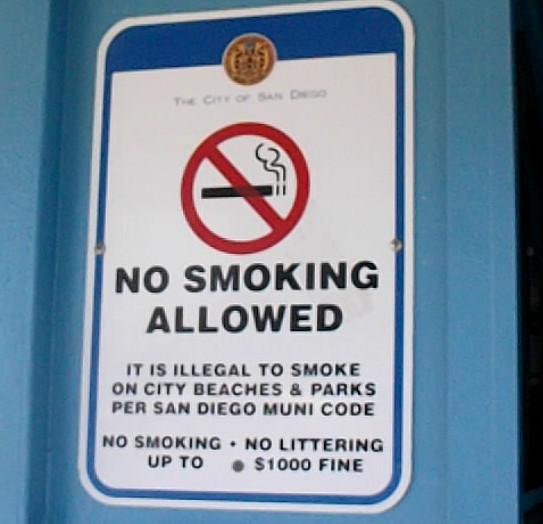 THE CITY OF SAN DIEGO
NO SMOKING
ALLOWED
IT IS ILLEGAL TO SMOKE
ON CITY BEACHES & PARKS
PER SAN DIEGO MUNI CODE
NO SMOKING • NO LITTERING
UP TO $1000 FINE